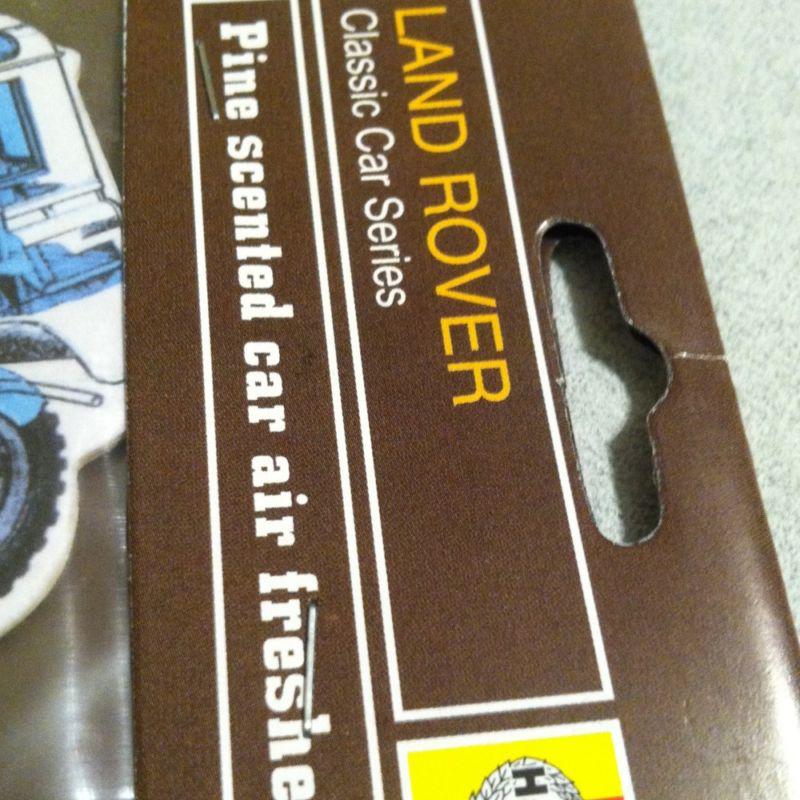 LAND ROVER
Classic Car Series
Pine scented car air freshe
H